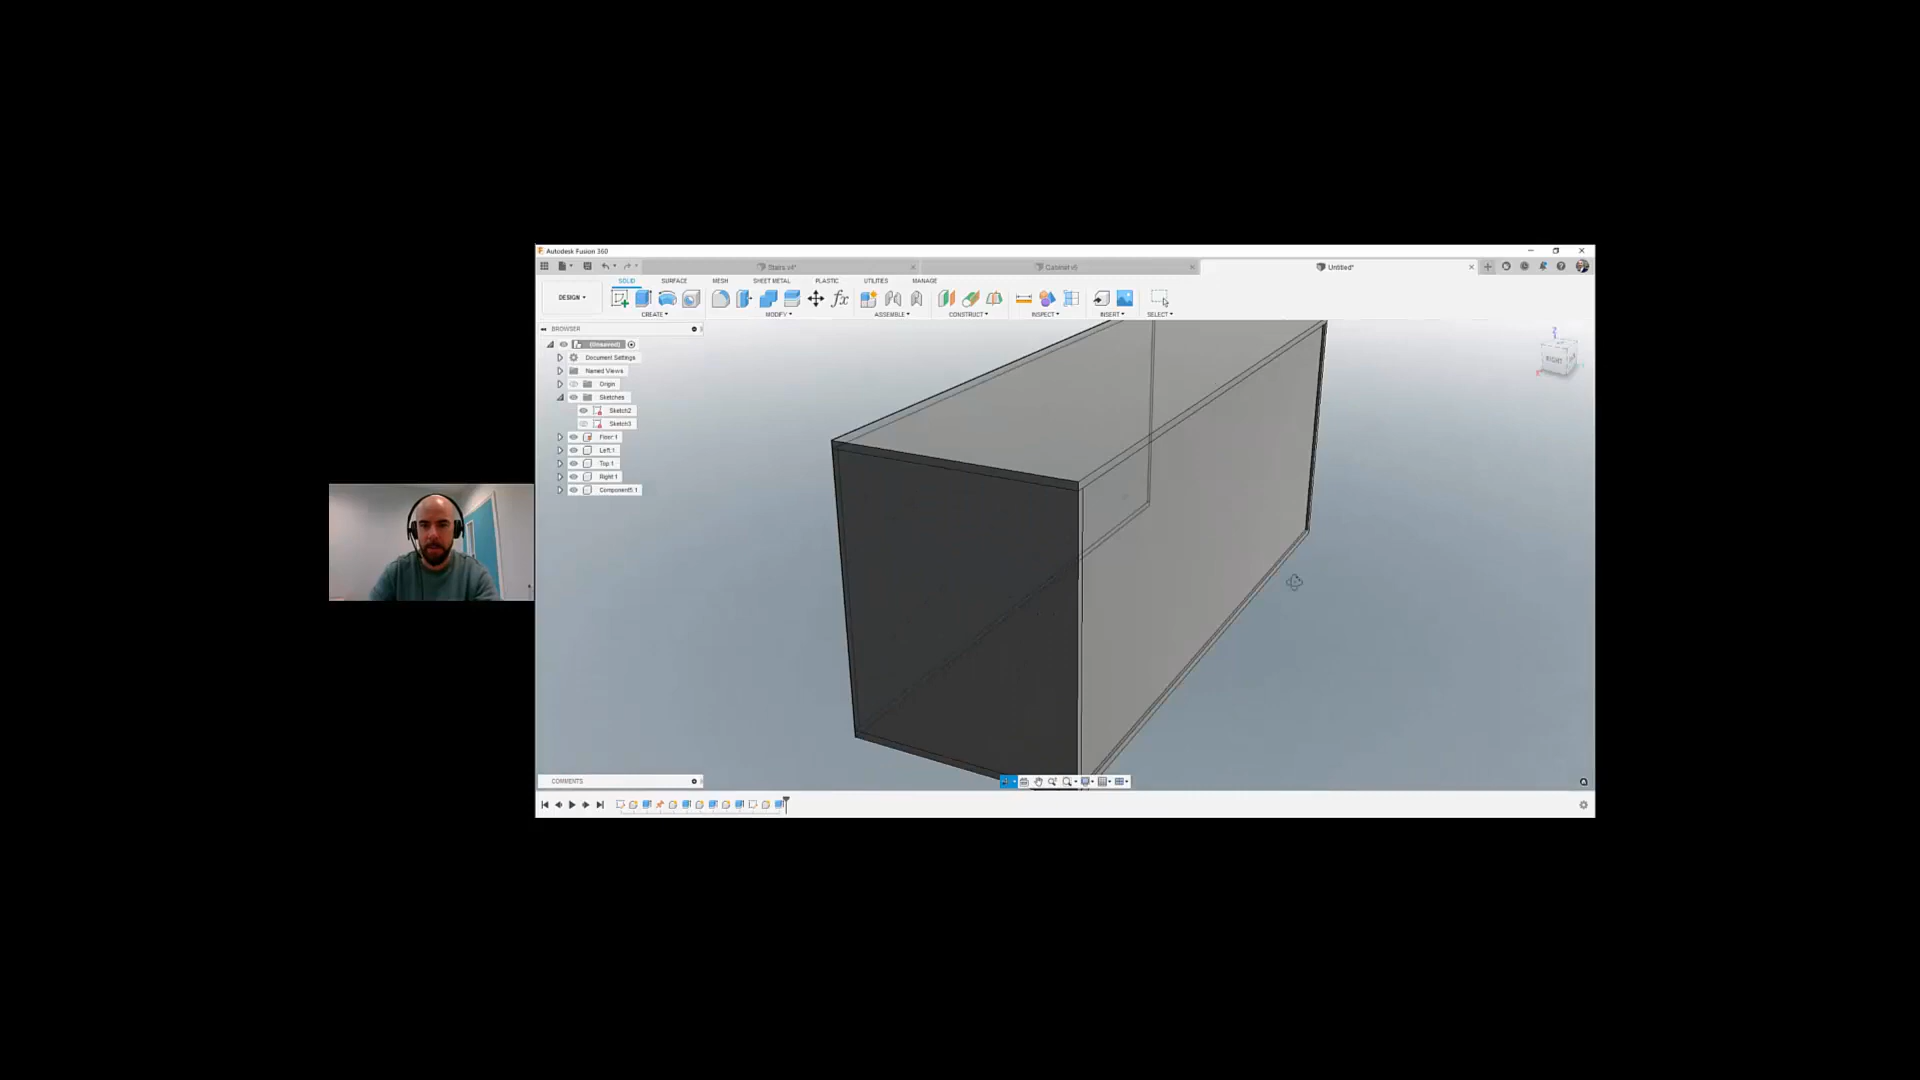 Autodesk Fusion 360
Stairs v4*
Cabinet v5
Untitled*
SOLID
SURFACE
MESH
SHEET METAL
PLASTIC
UTILITIES
MANAGE
DESIGN
CREATE
MODIFY
ASSEMBLE
CONSTRUCT
INSPECT
INSERT
SELECT
BROWSER
(Unsaved)
Document Settings
Named Views
Origin
Sketches
Sketch2
Sketch3
Floor:1
Left:1
Top:1
Right:1
Component5:1
Z
RIGHT
COMMENTS